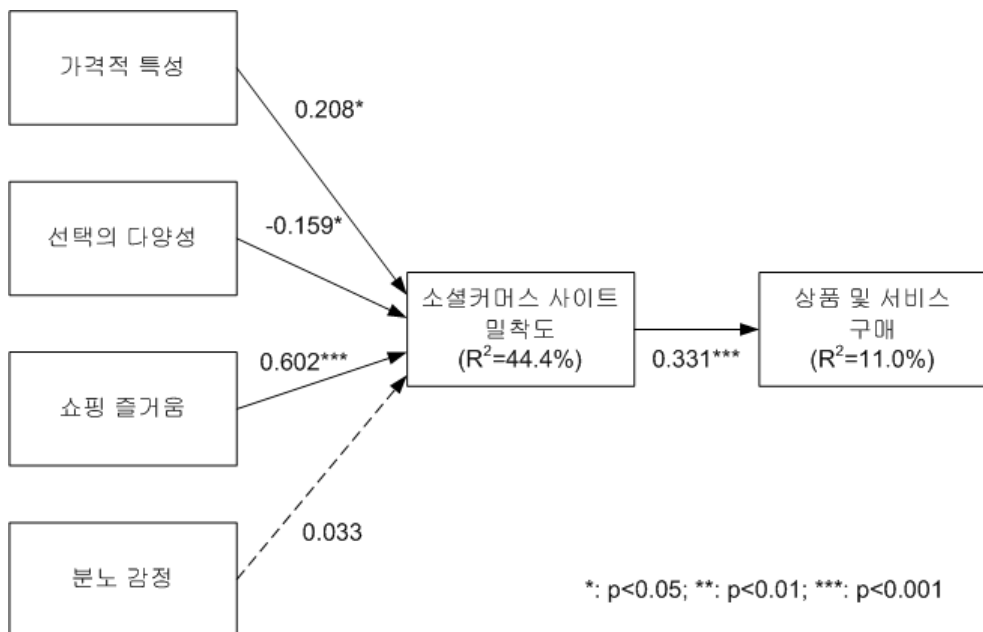 가격적 특성
0.208*
선택의 다양성
-0.159*
소셜커머스 사이트
밀착도
(R²=44.4%)
상품 및 서비스
구매
(R²=11.0%)
0.602***
0.331***
쇼핑 즐거움
0.033
분노 감정
*: p<0.05; **: p<0.01; ***: p<0.001